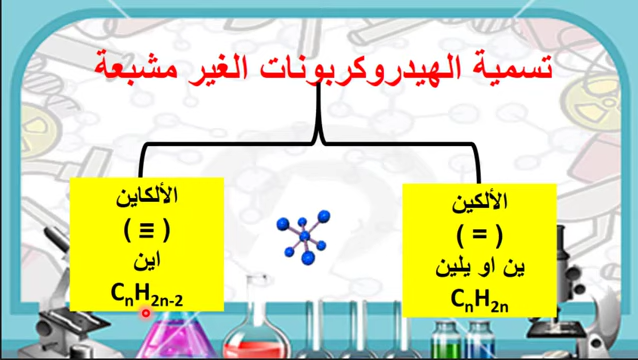 تسمية الهيدروكربونات الغير مشبعة
الألكين
( = )
ين او يلين
CnH2n
الألكاين
( ≡ )
اين
CnH2n-2